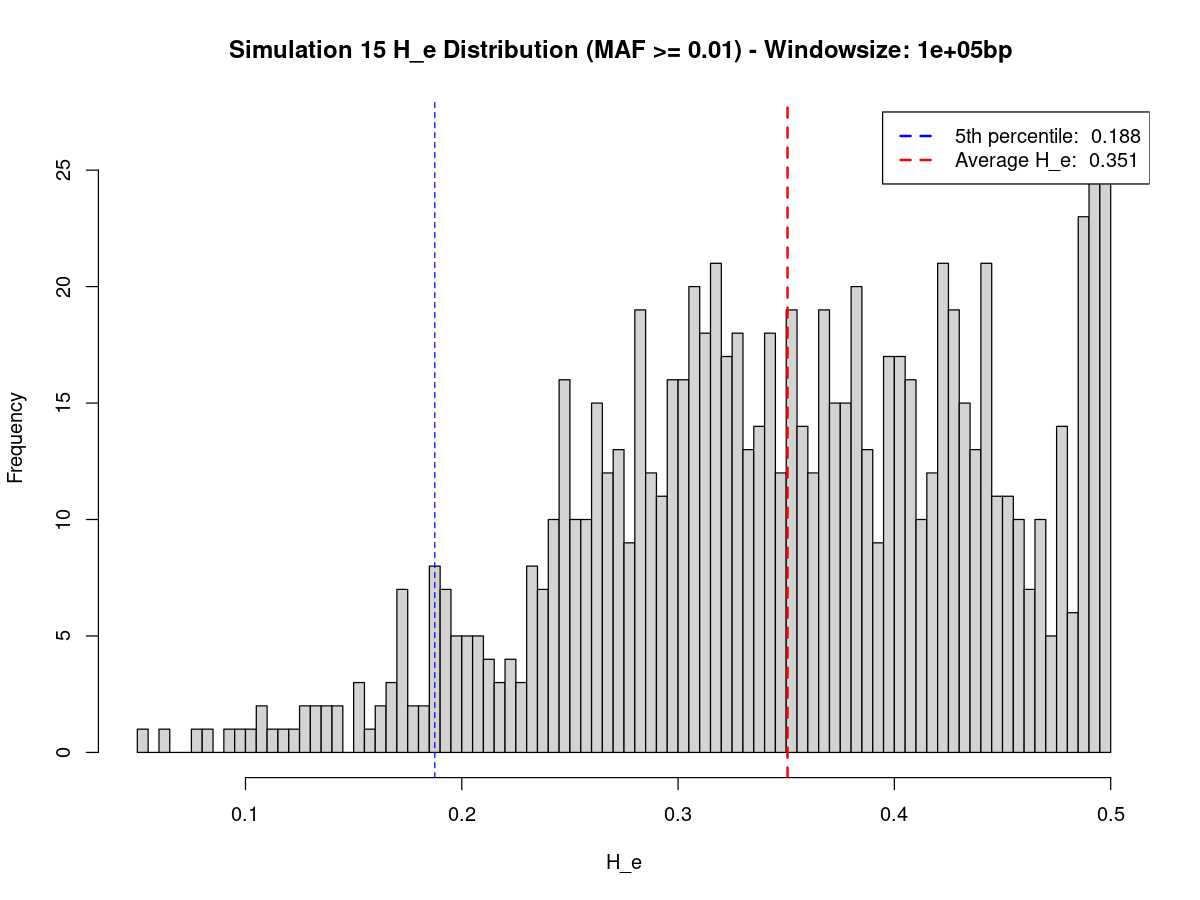 Simulation 15 H_e Distribution (MAF >= 0.01) - Windowsize: 1e+05bp
5th percentile: 0.188
Average H_e: 0.351
Frequency
25
20
15
10
5
0
0.1 0.2 0.3 0.4 0.5
H_e